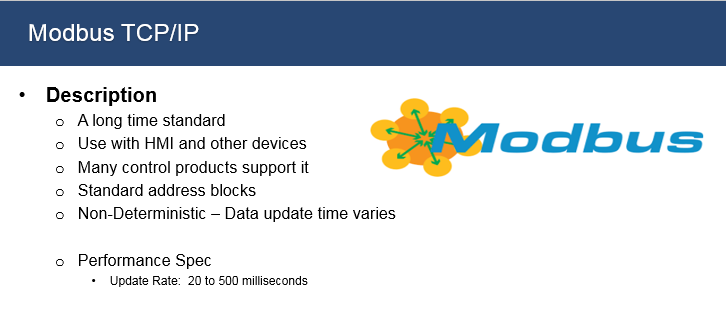 Modbus TCP/IP
• Description
o A long time standard
o Use with HMI and other devices
o Many control products support it
o Standard address blocks
o Non-Deterministic – Data update time varies
o Performance Spec
• Update Rate: 20 to 500 milliseconds
Modbus